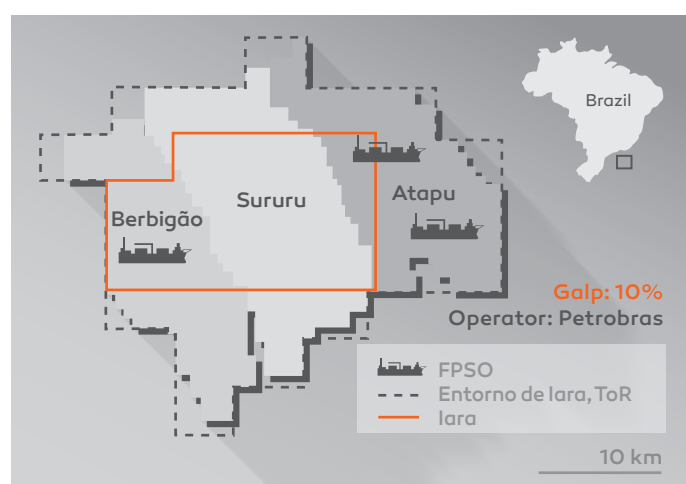 Brazil
Sururu
Atapu
Berbigão
Galp: 10%
Operator: Petrobras
FPSO
Entorno de Iara, ToR
Iara
10 km